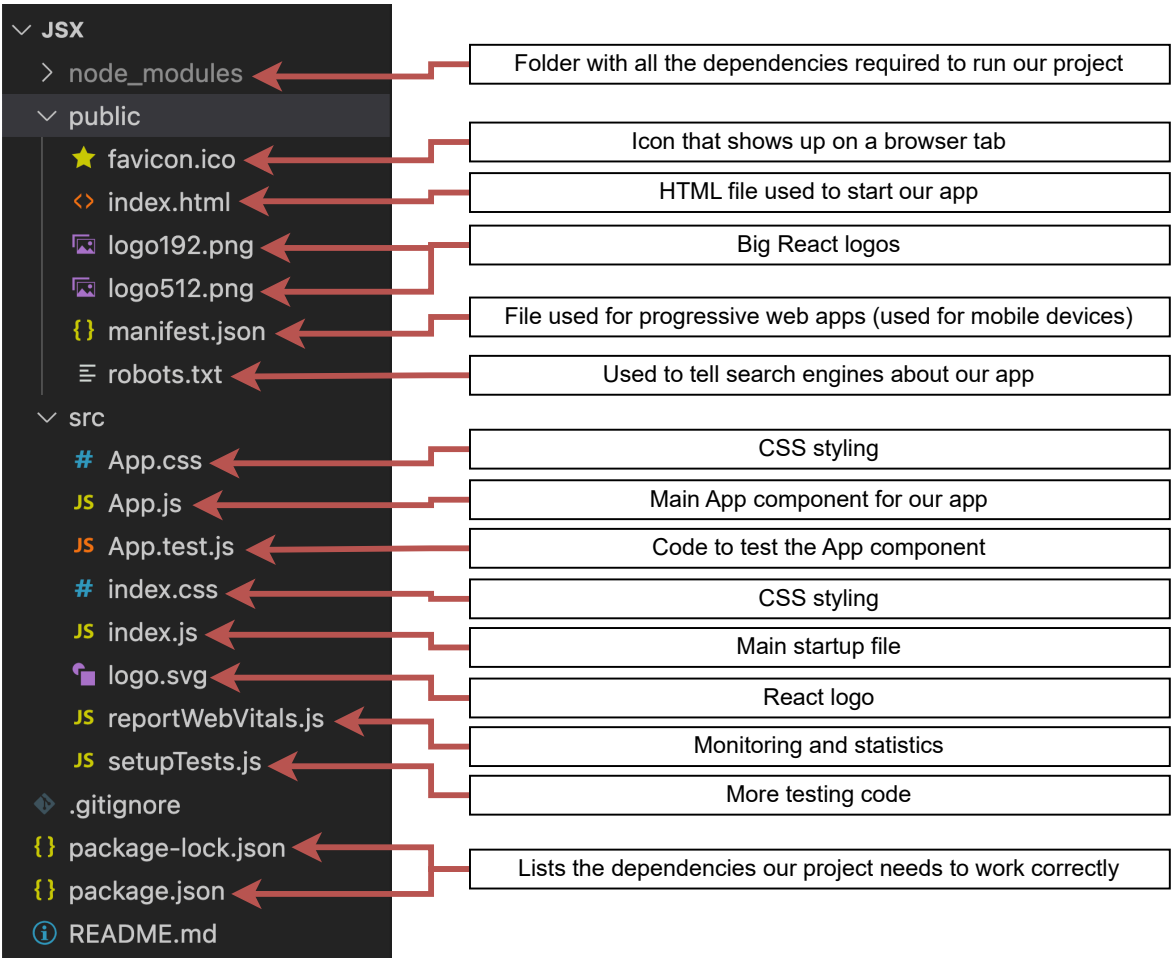 JSX
node_modules
Folder with all the dependencies required to run our project
public
favicon.ico
Icon that shows up on a browser tab
index.html
HTML file used to start our app
logo192.png
Big React logos
logo512.png
manifest.json
File used for progressive web apps (used for mobile devices)
robots.txt
Used to tell search engines about our app
src
App.css
CSS styling
JS App.js
Main App component for our app
JS App.test.js
Code to test the App component
index.css
CSS styling
JS index.js
Main startup file
logo.svg
React logo
JS reportWebVitals.js
Monitoring and statistics
JS setupTests.js
More testing code
.gitignore
package-lock.json
Lists the dependencies our project needs to work correctly
package.json
README.md